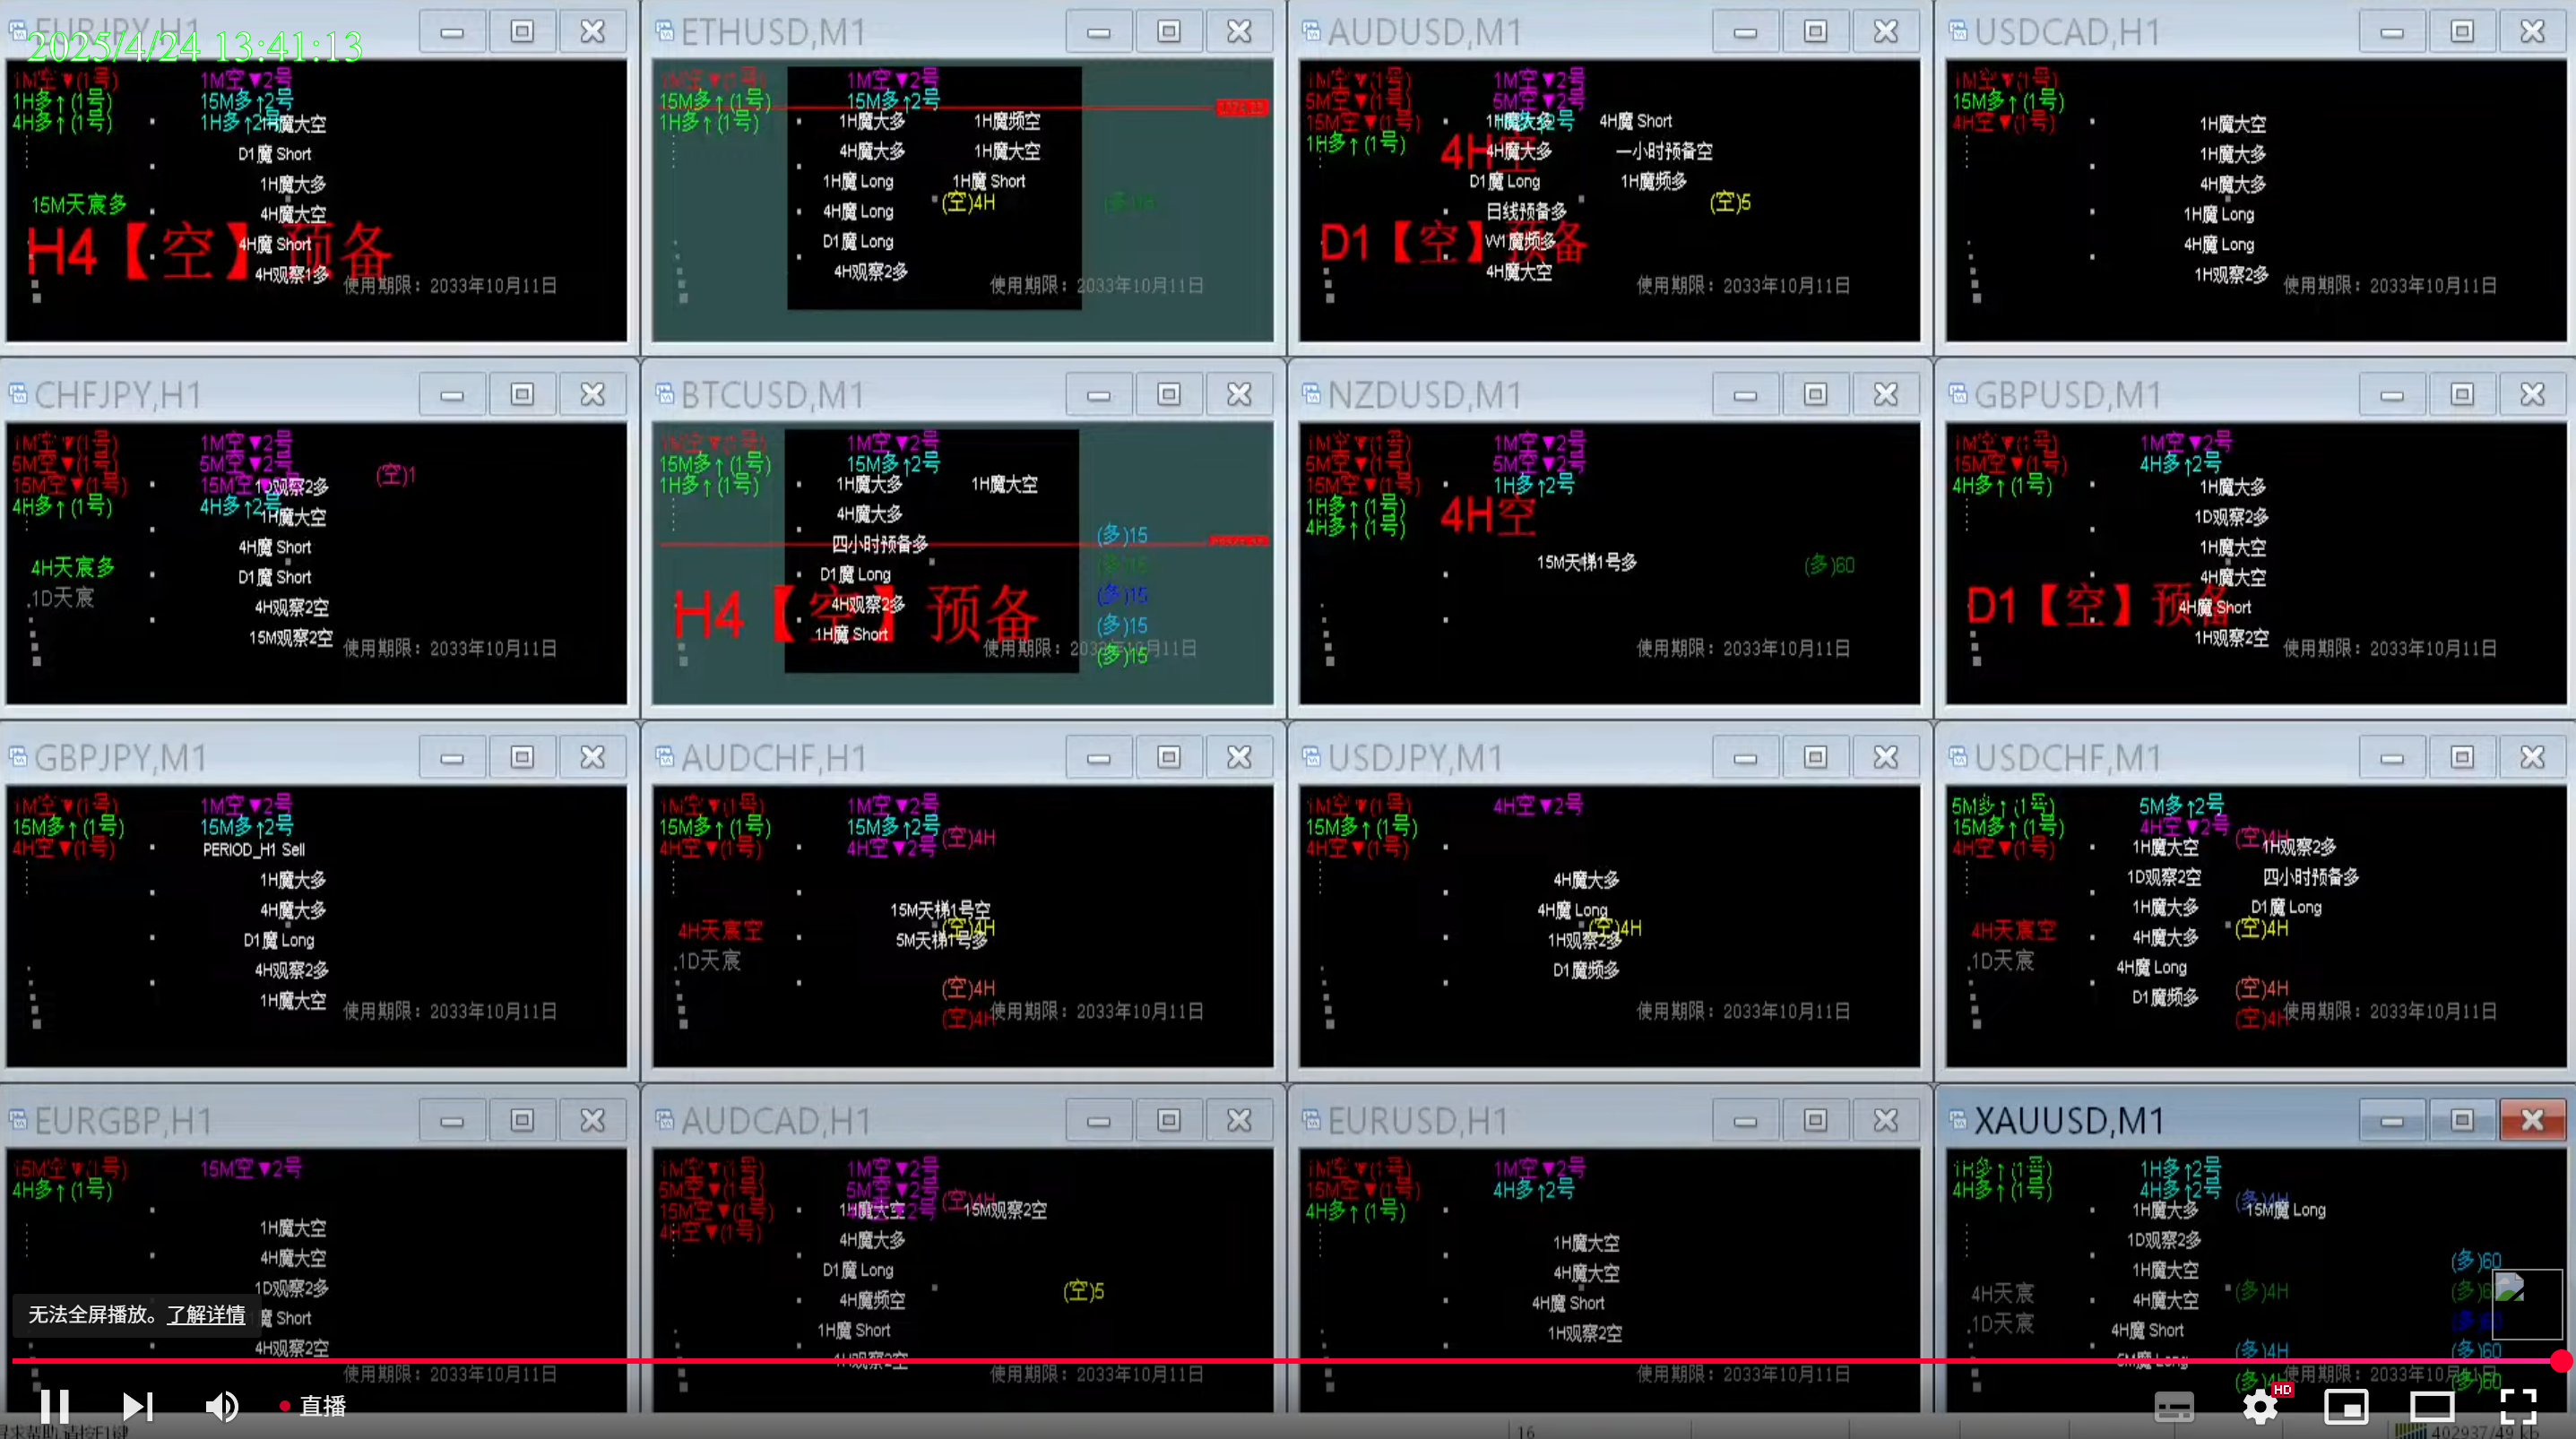 EURJPY,H1
2025/4/24 13:41:13
1M空▼(1号) 1M空▼2号
1H多↑(1号) 15M多↑2号
4H多↑(1号) 1H多↑2号 1H魔大空
D1魔 Short
1H魔大多
15M天宸多
4H魔大空
H4【空】预备
4H魔 Short
4H观察1多
使用期限：2033年10月11日
ETHUSD,M1
1M空▼(1号) 1M空▼2号
15M多↑(1号) 15M多↑2号
1H多↑(1号)
1H魔大多 1H魔频空
4H魔大多 1H魔大空
1H魔 Long 1H魔 Short
(空)4H
4H魔 Long
D1魔 Long
4H观察2多
使用期限：2033年10月11日
AUDUSD,M1
1M空▼(1号) 1M空▼2号
5M空▼(1号) 5M空▼2号
15M空▼(1号) 1H魔大多 4H魔 Short
1H多↑(1号) 4H空 4H魔大多 一小时预备空
D1魔 Long 1H魔频多
(空)5
日线预备多
D1【空】预备
W1魔频多
4H魔大空
使用期限：2033年10月11日
USDCAD,H1
1M空▼(1号)
15M多↑(1号)
4H空▼(1号)
1H魔大空
1H魔大多
4H魔大多
1H魔 Long
4H魔 Long
1H观察2多
使用期限：2033年10月11日
CHFJPY,H1
1M空▼(1号) 1M空▼2号
5M空▼(1号) 5M空▼2号 (空)1
15M空▼(1号) 15M空▼2号 1D观察2多
4H多↑(1号) 4H多↑2号 1H魔大空
4H魔 Short
4H天宸多
D1魔 Short
.1D天宸
4H观察2空
15M观察2空
使用期限：2033年10月11日
BTCUSD,M1
1M空▼(1号) 1M空▼2号
15M多↑(1号) 15M多↑2号
1H多↑(1号) 1H魔大多 1H魔大空
4H魔大多
(多)15
四小时预备多
(多)15
D1魔 Long
(多)15
4H观察2多
H4【空】预备
(多)15
1H魔 Short
(多)15
使用期限：2033年10月11日
NZDUSD,M1
1M空▼(1号) 1M空▼2号
5M空▼(1号) 5M空▼2号
15M空▼(1号) 1H多↑2号
1H多↑(1号)
4H多↑(1号) 4H空
15M天梯1号多 (多)60
使用期限：2033年10月11日
GBPUSD,M1
1M空▼(1号) 1M空▼2号
15M空▼(1号) 4H多↑2号
4H多↑(1号) 1H魔大多
1D观察2多
1H魔大空
4H魔大空
D1【空】预备
4H魔 Short
1H观察2空
使用期限：2033年10月11日
GBPJPY,M1
1M空▼(1号) 1M空▼2号
15M多↑(1号) 15M多↑2号
4H空▼(1号) PERIOD_H1 Sell
1H魔大多
4H魔大多
D1魔 Long
4H观察2多
1H魔大空
使用期限：2033年10月11日
AUDCHF,H1
1M空▼(1号) 1M空▼2号
15M多↑(1号) 15M多↑2号
4H空▼(1号) 4H空▼2号 (空)4H
15M天梯1号空
4H天宸空 (空)4H
5M天梯1号多
.1D天宸
(空)4H
(空)4H
使用期限：2033年10月11日
USDJPY,M1
1M空▼(1号) 4H空▼2号
15M多↑(1号)
4H空▼(1号)
4H魔大多
4H魔 Long
(空)4H
1H观察2多
D1魔频多
使用期限：2033年10月11日
USDCHF,M1
5M多↑(1号) 5M多↑2号
15M多↑(1号) 4H空▼2号 (空)4H
4H空▼(1号) 1H魔大空 1H观察2多
1D观察2空 四小时预备多
1H魔大多 D1魔 Long
4H天宸空 4H魔大多 (空)4H
.1D天宸 4H魔 Long
(空)4H
D1魔频多
(空)4H
使用期限：2033年10月11日
EURGBP,H1
15M空▼(1号) 15M空▼2号
4H多↑(1号)
1H魔大空
4H魔大空
1D观察2多
魔 Short
4H观察2空
使用期限：2033年10月11日
AUDCAD,H1
1M空▼(1号) 1M空▼2号
5M空▼(1号) 5M空▼2号
15M空▼(1号) 1H魔大空 (空)4H 15M观察2空
4H空▼(1号) 4H魔大多
D1魔 Long
(空)5
4H魔频空
1H魔 Short
1H观察2空
使用期限：2033年10月11日
EURUSD,H1
1M空▼(1号) 1M空▼2号
15M空▼(1号) 4H多↑2号
4H多↑(1号)
1H魔大空
4H魔大空
4H魔 Short
1H观察2空
使用期限：2033年10月11日
XAUUSD,M1
1H多↑(1号) 1H多↑2号
4H多↑(1号) 4H多↑2号
1H魔大多 (多)4H 15M魔 Long
1D观察2多
1H魔大空 (多)60
4H天宸 4H魔大空 (多)4H
.1D天宸 4H魔 Short
(多)4H (多)60
5M魔 Long
使用期限：2033年10月11日
(多)60
无法全屏播放。了解详情
直播
HD
16
402937/49 kb